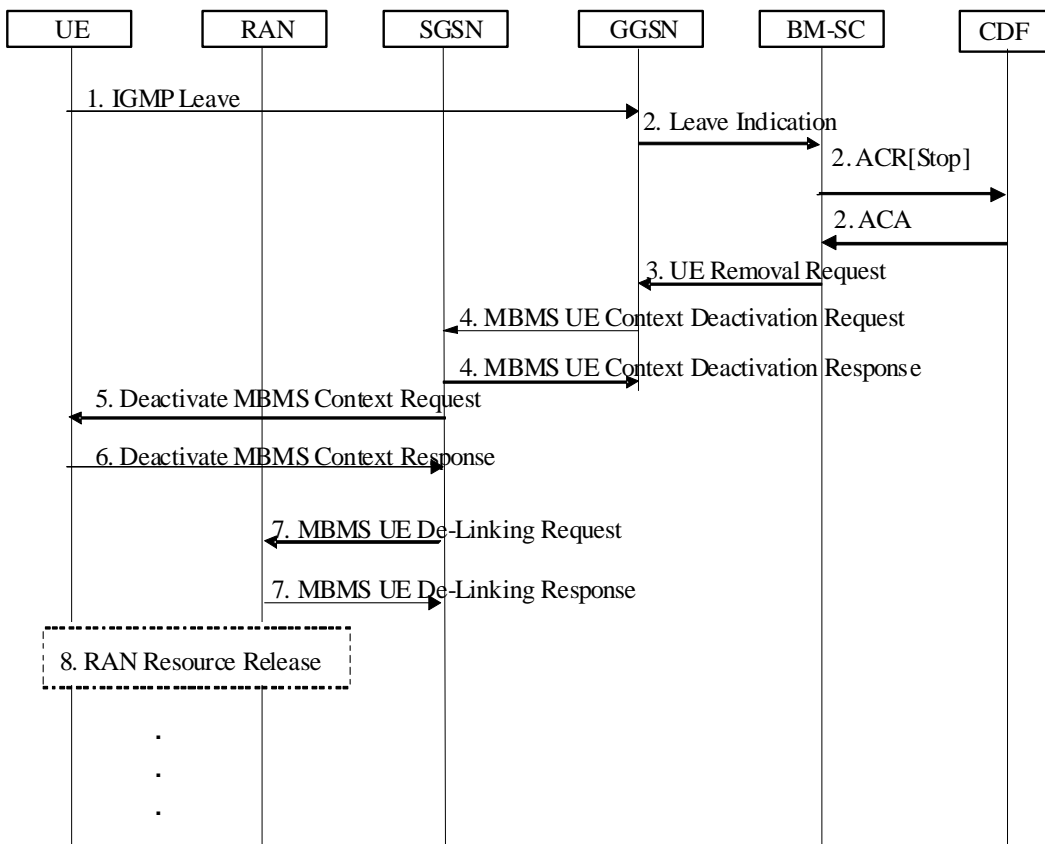 UE RAN SGSN GGSN BM-SC CDF
1. IGMP Leave
2. Leave Indication
2. ACR[Stop]
2. ACA
3. UE Removal Request
4. MBMS UE Context Deactivation Request
4. MBMS UE Context Deactivation Response
5. Deactivate MBMS Context Request
6. Deactivate MBMS Context Response
7. MBMS UE De-Linking Request
7. MBMS UE De-Linking Response
8. RAN Resource Release
.
.
.